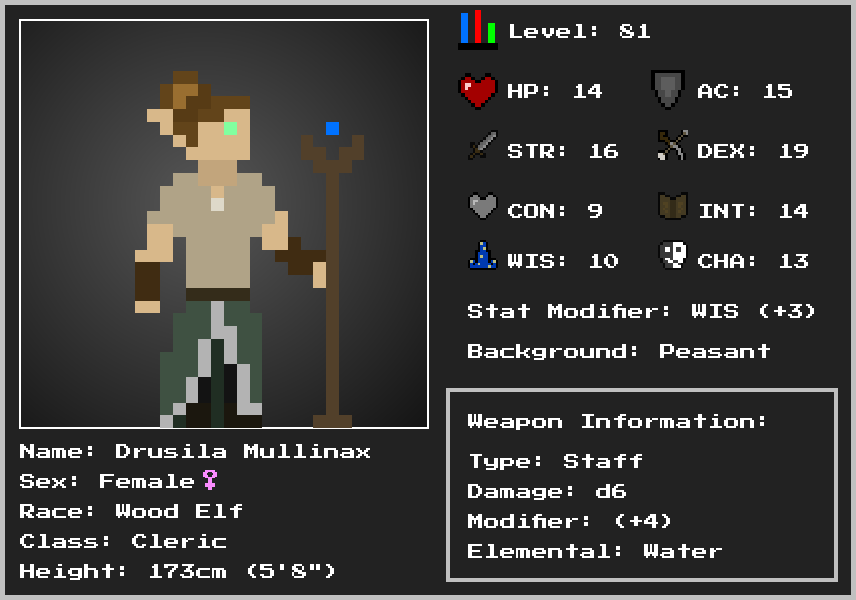 Level: 81
HP: 14
AC: 15
STR: 16
DEX: 19
CON: 9
INT: 14
WIS: 10
CHA: 13
Stat Modifier: WIS (+3)
Background: Peasant
Weapon Information:
Type: Staff
Damage: d6
Modifier: (+4)
Elemental: Water
Name: Drusila Mullinax
Sex: Female♀
Race: Wood Elf
Class: Cleric
Height: 173cm (5'8")